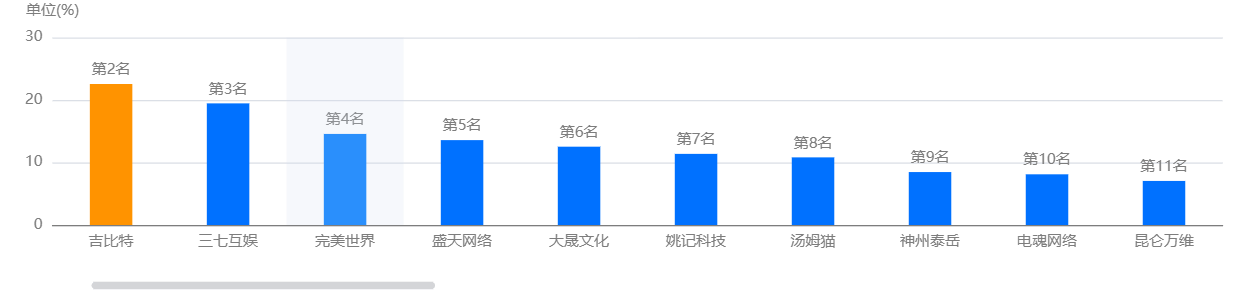 单位(%)
30
第2名
第3名
20
第4名
第5名
第6名
第7名
第8名
10
第9名
第10名
第11名
0
吉比特 三七互娱 完美世界 盛天网络 大晟文化 姚记科技 汤姆猫 神州泰岳 电魂网络 昆仑万维